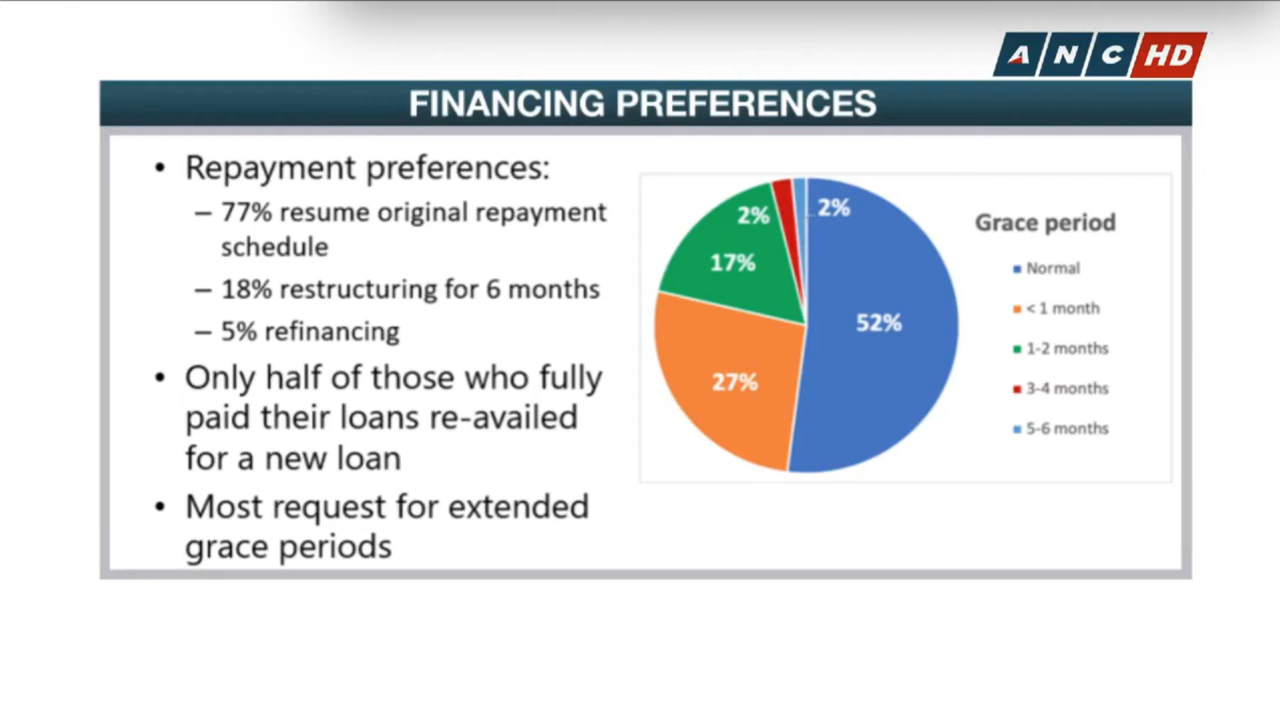 ANC HD
FINANCING PREFERENCES
• Repayment preferences:
– 77% resume original repayment
schedule
– 18% restructuring for 6 months
– 5% refinancing
• Only half of those who fully
paid their loans re-availed
for a new loan
• Most request for extended
grace periods
2%
2%
17%
52%
27%
Grace period
Normal
< 1 month
1-2 months
3-4 months
5-6 months